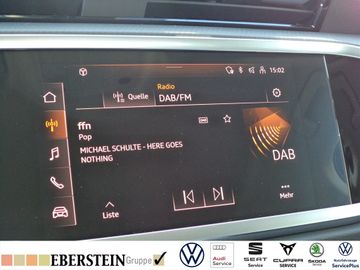 15:02
Radio
Quelle
DAB/FM
ffn
Pop
MICHAEL SCHULTE - HERE GOES
NOTHING
DAB
Liste
Mehr
EBERSTEIN Gruppe
Audi
Service
SEAT
SERVICE
CUPRA
SERVICE
ŠKODA
Service
Nutzfahrzeuge
ServicePlus